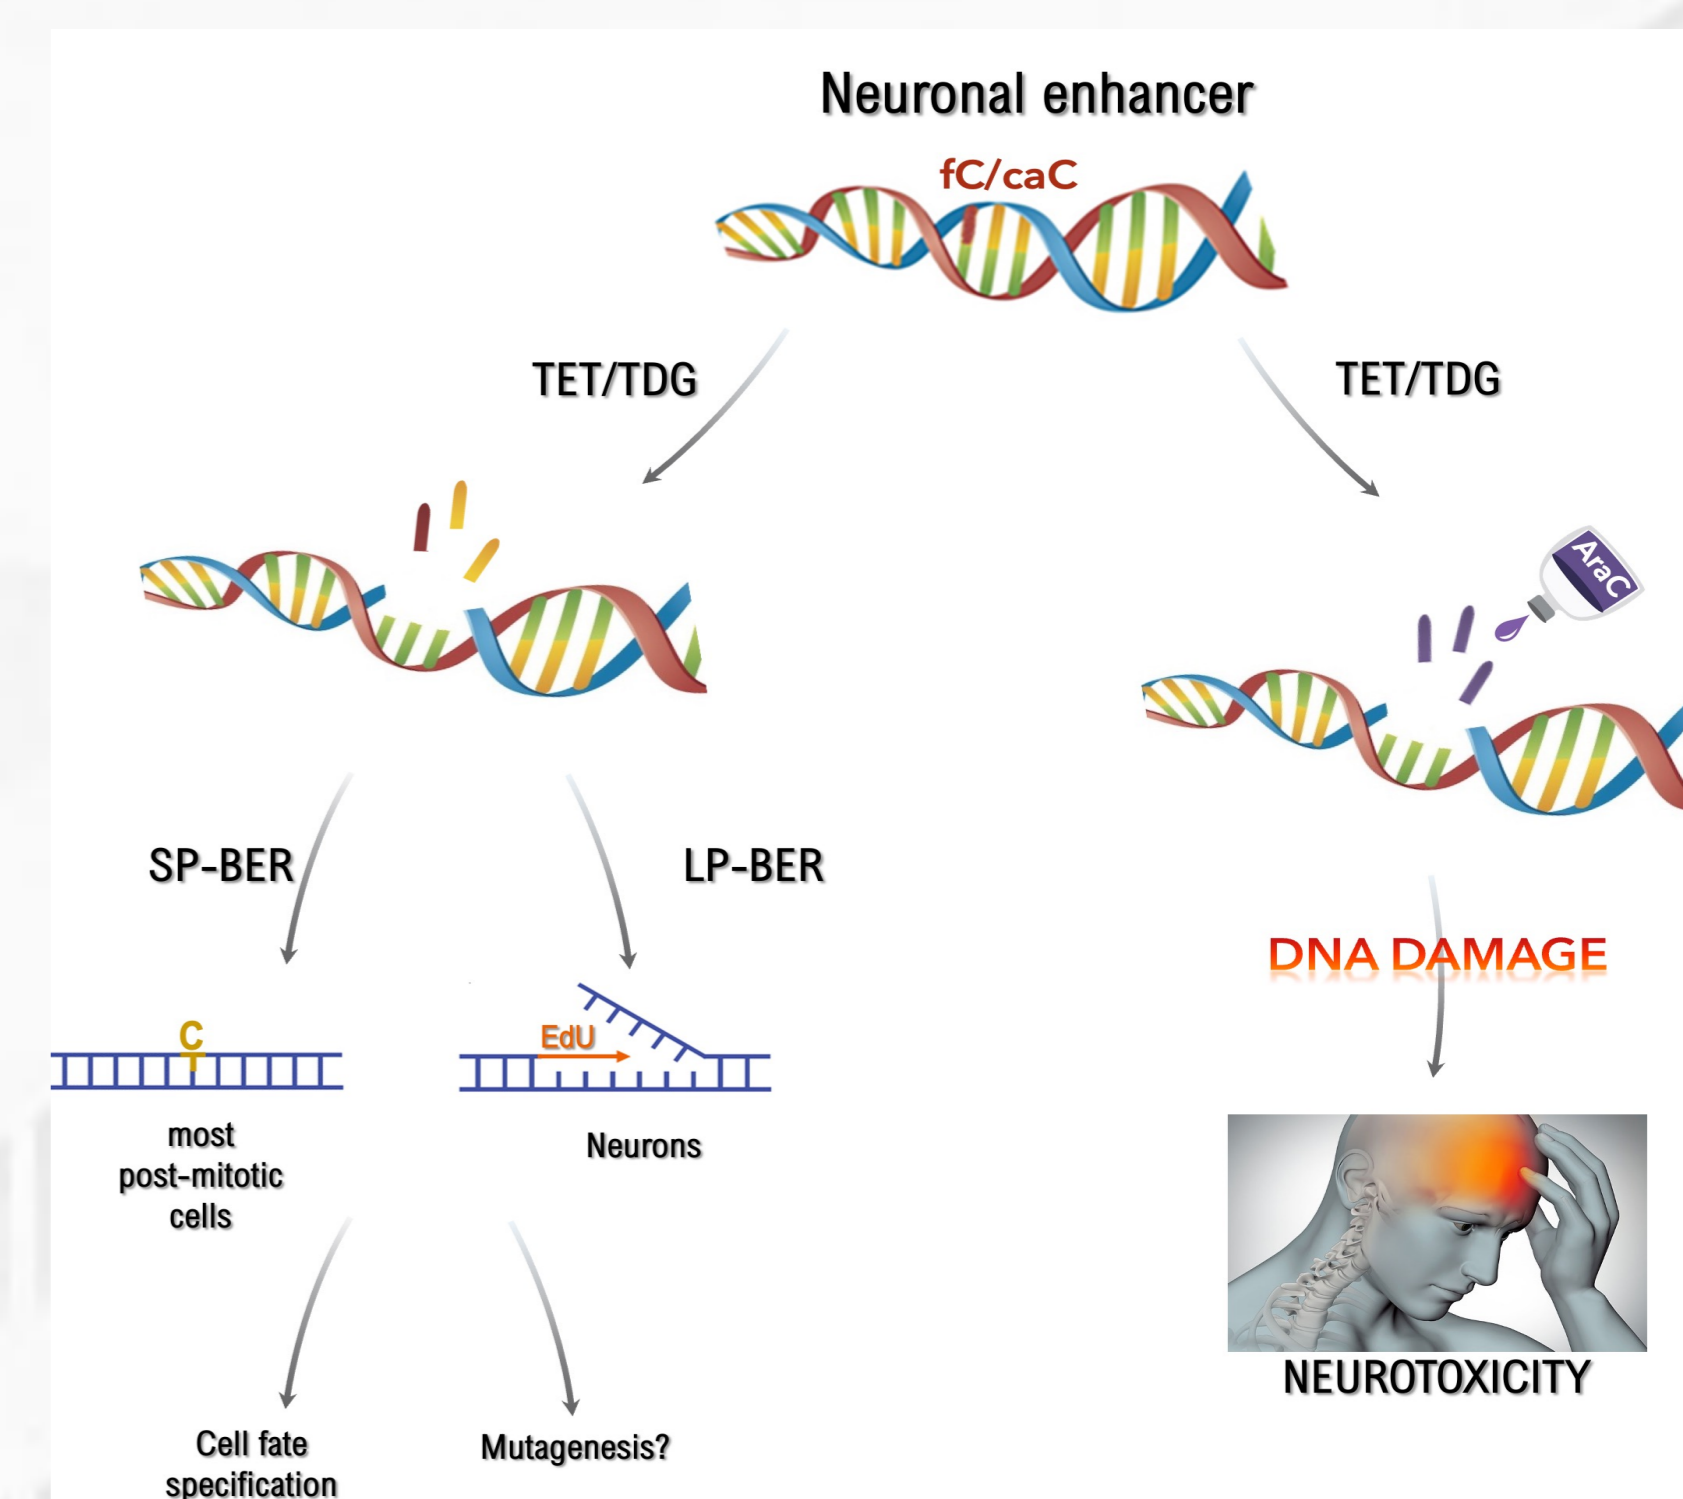 Neuronal enhancer
fC/caC
TET/TDG
TET/TDG
AraC
SP-BER
LP-BER
DNA DAMAGE
C
EdU
most
post-mitotic
cells
Neurons
NEUROTOXICITY
Cell fate
specification
Mutagenesis?